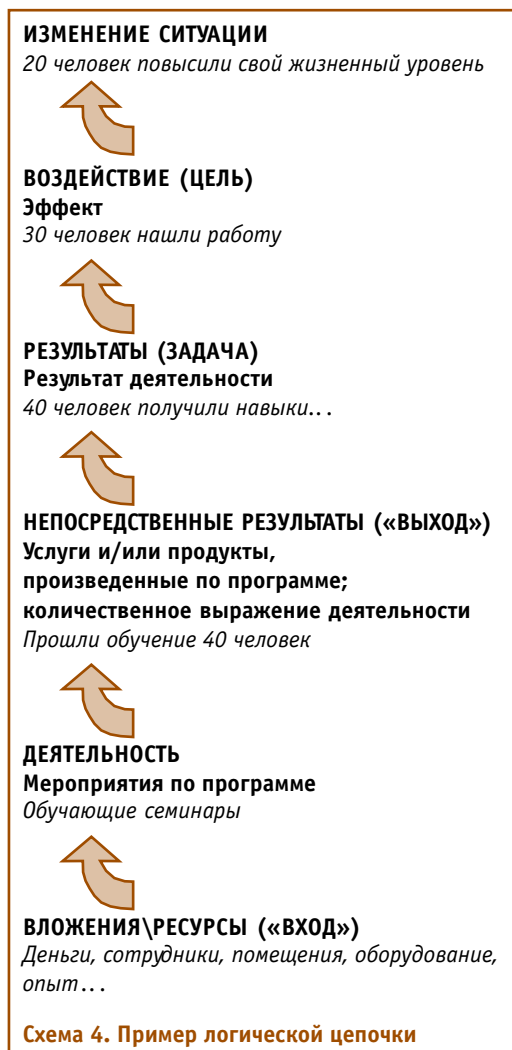 ИЗМЕНЕНИЕ СИТУАЦИИ
20 человек повысили свой жизненный уровень
ВОЗДЕЙСТВИЕ (ЦЕЛЬ)
Эффект
30 человек нашли работу
РЕЗУЛЬТАТЫ (ЗАДАЧА)
Результат деятельности
40 человек получили навыки...
НЕПОСРЕДСТВЕННЫЕ РЕЗУЛЬТАТЫ («ВЫХОД»)
Услуги и/или продукты,
произведенные по программе;
количественное выражение деятельности
Прошли обучение 40 человек
ДЕЯТЕЛЬНОСТЬ
Мероприятия по программе
Обучающие семинары
ВЛОЖЕНИЯ\РЕСУРСЫ («ВХОД»)
Деньги, сотрудники, помещения, оборудование,
опыт...
Схема 4. Пример логической цепочки